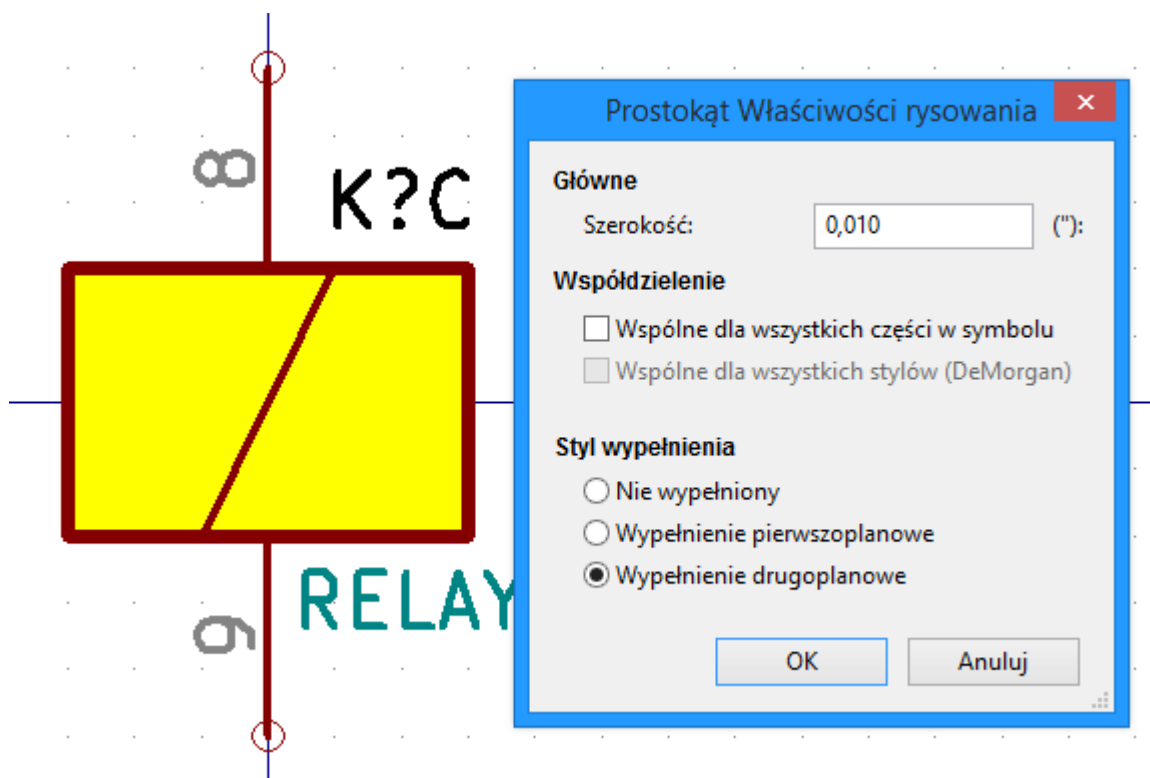 8
K?C
RELAY
9
Prostokąt Właściwości rysowania
Główne
Szerokość: 0,010 ("):
Współdzielenie
Wspólne dla wszystkich części w symbolu
Wspólne dla wszystkich stylów (DeMorgan)
Styl wypełnienia
Nie wypełniony
Wypełnienie pierwszoplanowe
Wypełnienie drugoplanowe
OK Anuluj